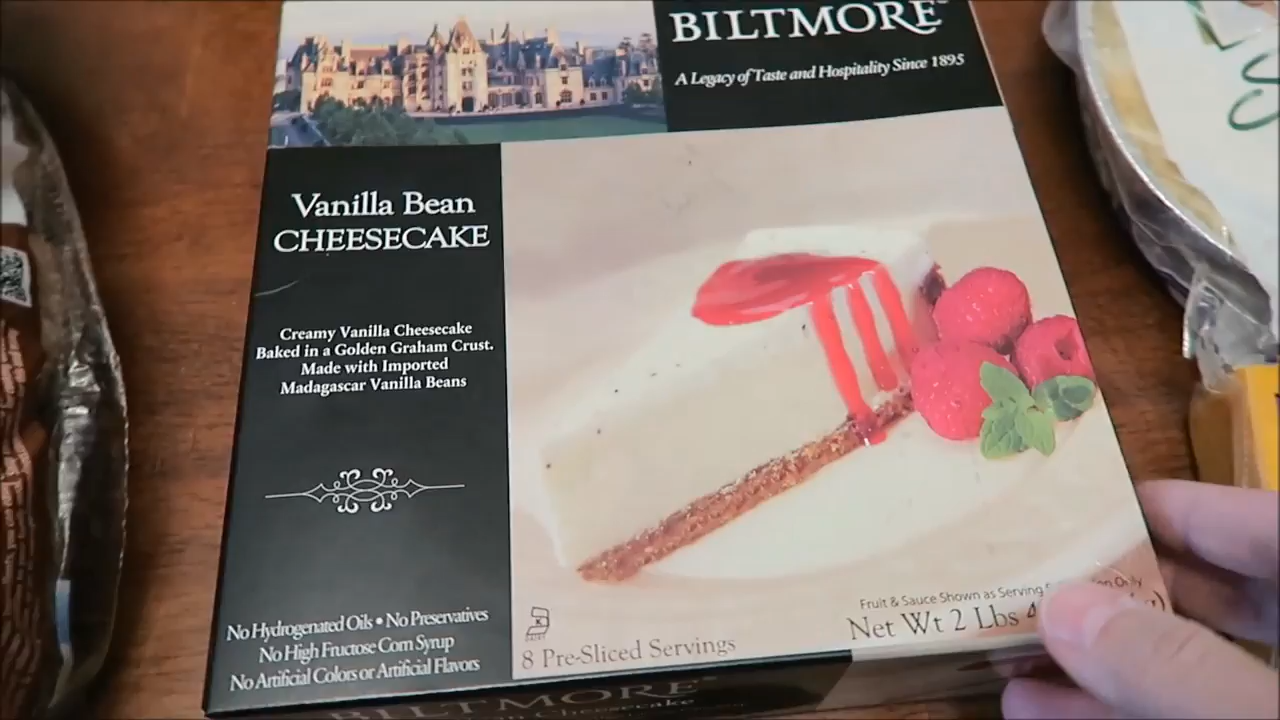 BILTMORE®
A Legacy of Taste and Hospitality Since 1895
Vanilla Bean
CHEESECAKE
Creamy Vanilla Cheesecake
Baked in a Golden Graham Crust.
Made with Imported
Madagascar Vanilla Beans
No Hydrogenated Oils • No Preservatives
No High Fructose Corn Syrup
No Artificial Colors or Artificial Flavors
Fruit & Sauce Shown as Serving Only
Net Wt 2 Lbs
8 Pre-Sliced Servings
BILTMORE®
Cheesecake